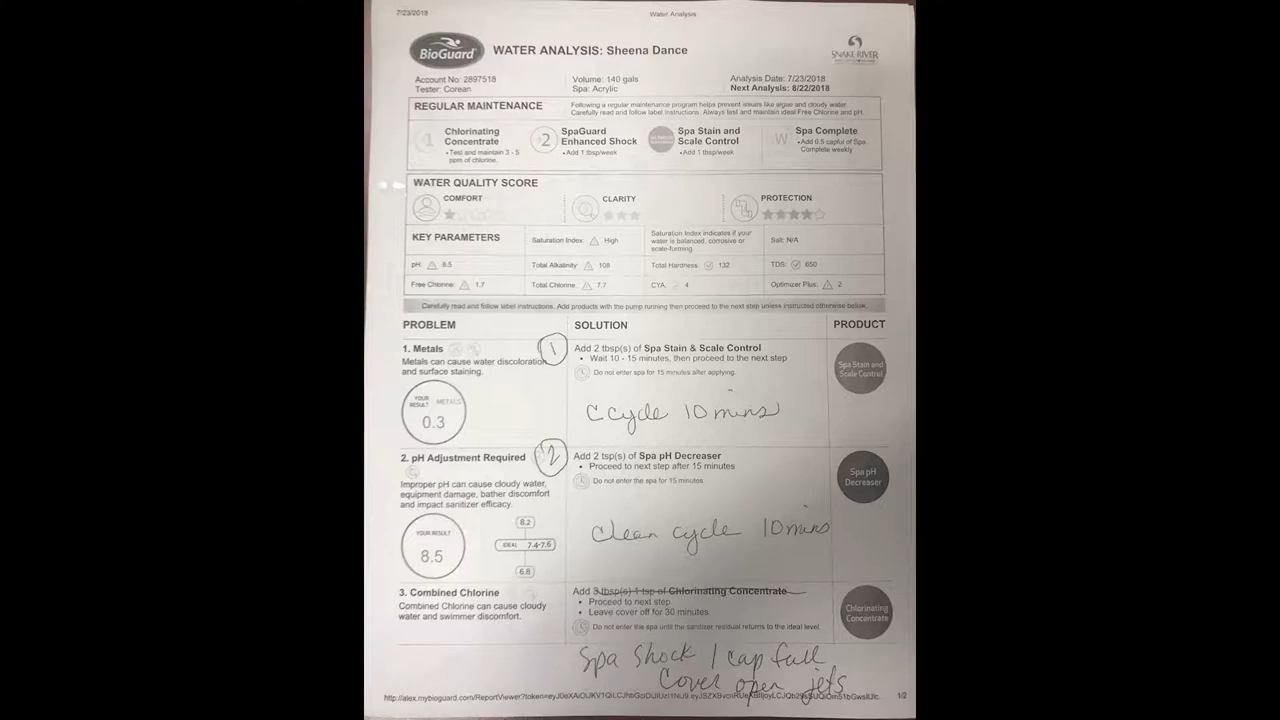 7/23/2018 Water Analysis
BioGuard WATER ANALYSIS: Sheena Dance SNAKE RIVER
Account No: 2897518 Volume: 140 gals Analysis Date: 7/23/2018
Tester: Corean Spa: Acrylic Next Analysis: 8/22/2018
REGULAR MAINTENANCE Following a regular maintenance program helps prevent issues like algae and cloudy water.
Carefully read and follow label instructions. Always test and maintain ideal Free Chlorine and pH.
1 Chlorinating Concentrate
• Test and maintain 3 - 5 ppm of chlorine.
2 SpaGuard Enhanced Shock
• Add 1 tbsp/week
Spa Stain and Scale Control
• Add 1 tbsp/week
W Spa Complete
• Add 0.5 capful of Spa Complete weekly
WATER QUALITY SCORE
COMFORT CLARITY PROTECTION
KEY PARAMETERS Saturation Index: High Saturation Index indicates if your water is balanced, corrosive or scale-forming. Salt: N/A
pH: 8.5 Total Alkalinity 108 Total Hardness 132 TDS: 650
Free Chlorine: 1.7 Total Chlorine: 7.7 CYA: 4 Optimizer Plus: 2
Carefully read and follow label instructions. Add products with the pump running then proceed to the next step unless instructed otherwise below.
PROBLEM SOLUTION PRODUCT
1. Metals
Metals can cause water discoloration
and surface staining.
YOUR RESULT METALS
0.3
1
Add 2 tbsp(s) of Spa Stain & Scale Control
• Wait 10 - 15 minutes, then proceed to the next step
Do not enter spa for 15 minutes after applying.
C cycle 10 mins
Spa Stain and
Scale Control
2. pH Adjustment Required
Improper pH can cause cloudy water,
equipment damage, bather discomfort
and impact sanitizer efficacy.
YOUR RESULT
8.5
8.2
IDEAL 7.4-7.6
6.8
2
Add 2 tsp(s) of Spa pH Decreaser
• Proceed to next step after 15 minutes
Do not enter the spa for 15 minutes
Clean cycle 10 mins
Spa pH
Decreaser
3. Combined Chlorine
Combined Chlorine can cause cloudy
water and swimmer discomfort.
Add 3 tbsp(s) 1 tsp of Chlorinating Concentrate
• Proceed to next step
• Leave cover off for 30 minutes
Do not enter the spa until the sanitizer residual returns to the ideal level.
Chlorinating
Concentrate
Spa Shock 1 cap full
Cover open jets
1/2